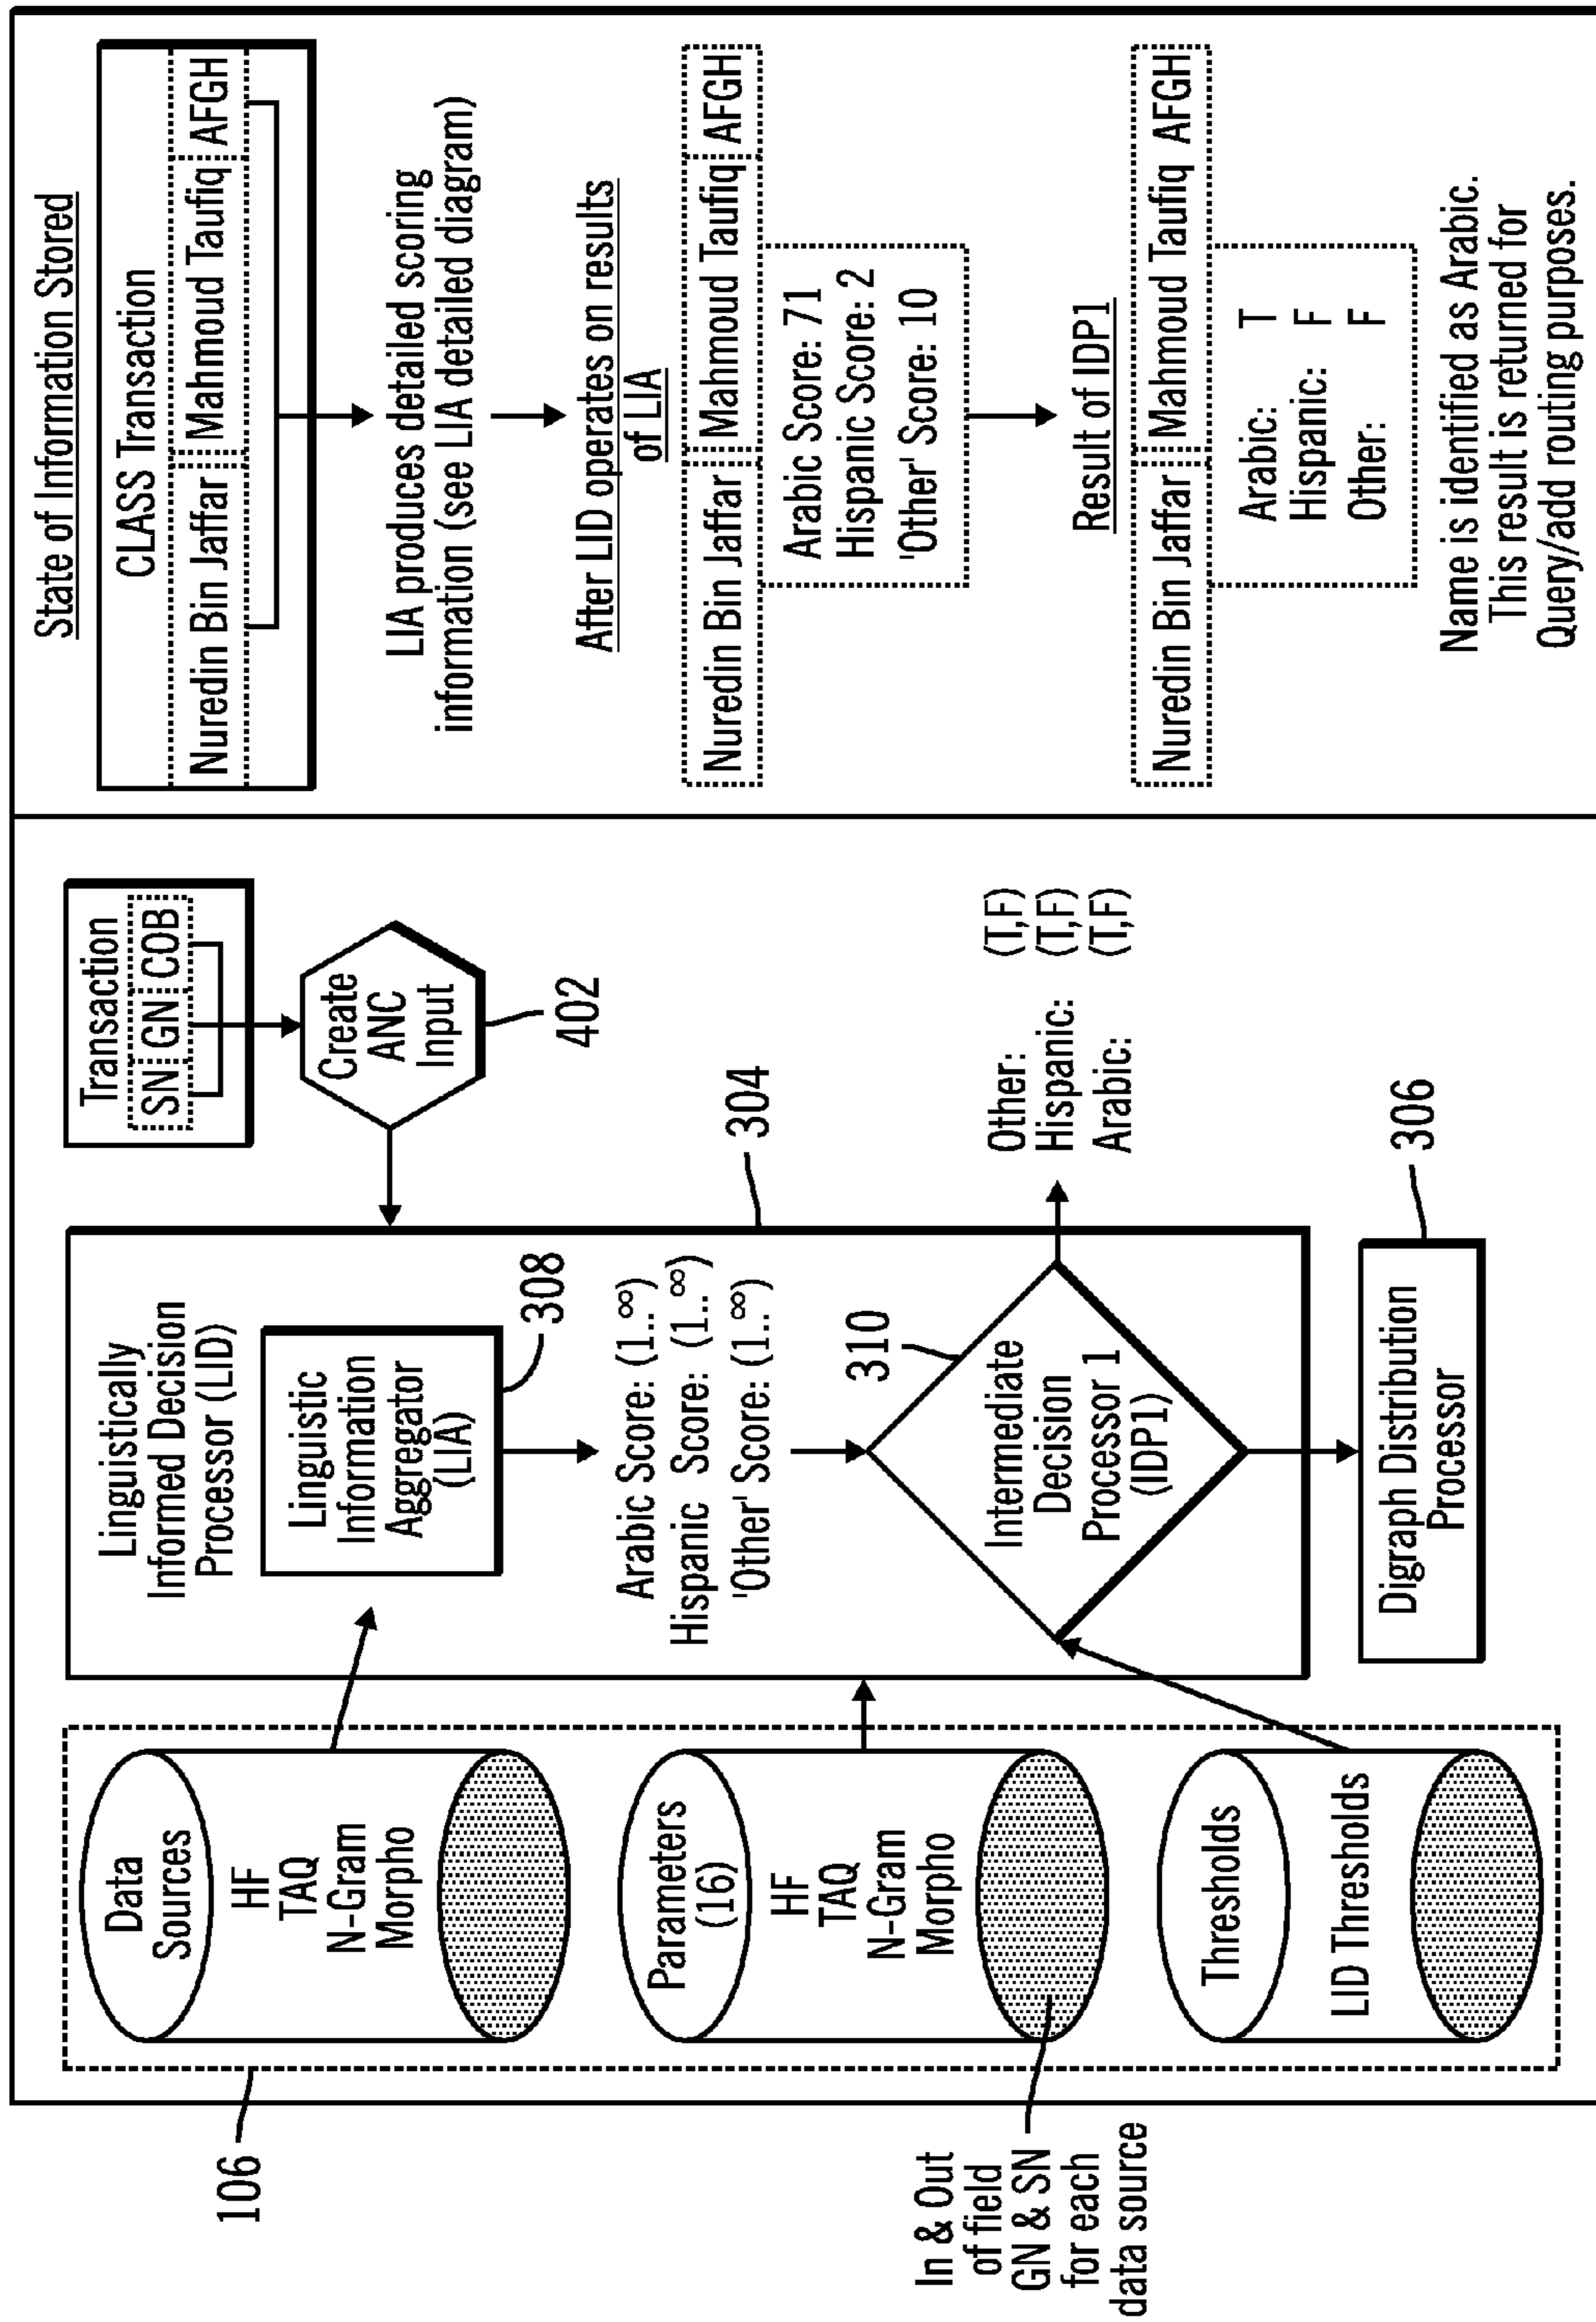 106
Data
Sources
HF
TAQ
N-Gram
Morpho
Parameters
(16)
HF
TAQ
N-Gram
Morpho
Thresholds
LID Thresholds
In & Out
of field
GN & SN
for each
data source
Linguistically
Informed Decision
Processor (LID)
Linguistic
Information
Aggregator
(LIA)
308
Arabic Score: (1..∞)
Hispanic Score: (1..∞)
'Other' Score: (1..∞)
310
Intermediate
Decision
Processor 1
(IDP1)
304
Digraph Distribution
Processor
306
Transaction
SN GN COB
Create
ANC
Input
402
Other: (T,F)
Hispanic: (T,F)
Arabic: (T,F)
State of Information Stored
CLASS Transaction
Nuredin Bin Jaffar Mahmoud Taufiq AFGH
LIA produces detailed scoring
information (see LIA detailed diagram)
After LID operates on results
of LIA
Nuredin Bin Jaffar Mahmoud Taufiq AFGH
Arabic Score: 71
Hispanic Score: 2
'Other' Score: 10
Result of IDP1
Nuredin Bin Jaffar Mahmoud Taufiq AFGH
Arabic: T
Hispanic: F
Other: F
Name is identified as Arabic.
This result is returned for
Query/add routing purposes.